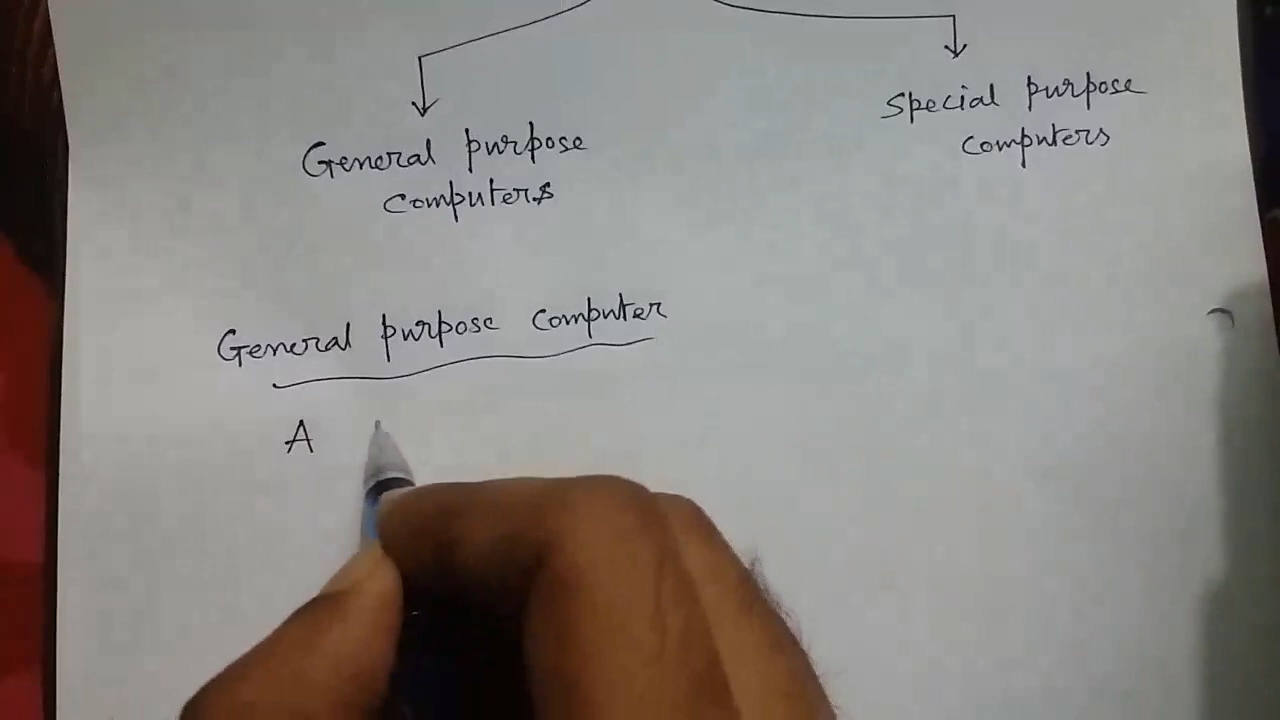 General purpose
computers
special purpose
computers
General purpose computer
A